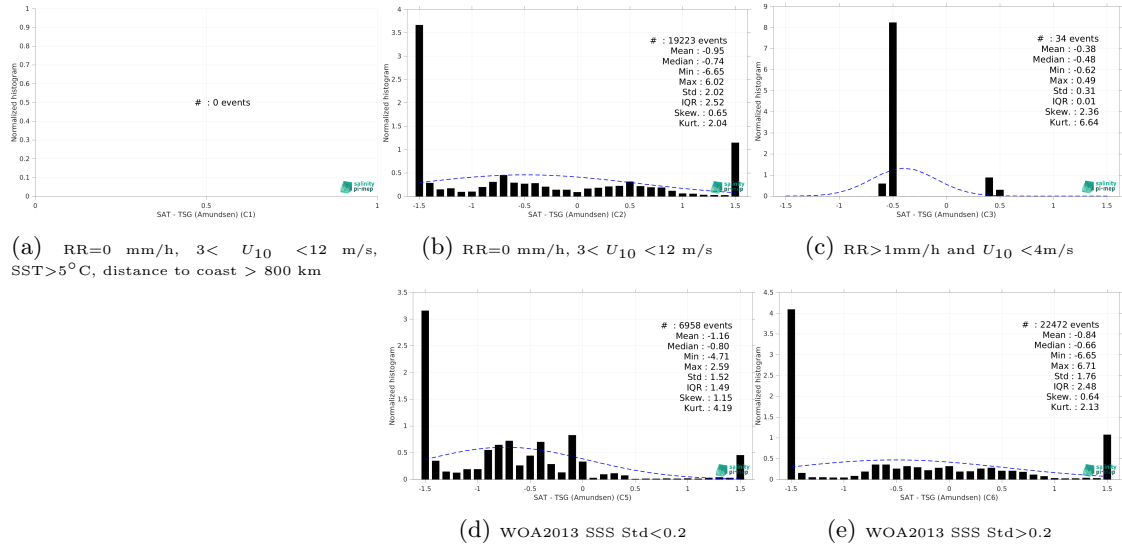 1
0.9
0.8
0.7
0.6
0.5
0.4
0.3
0.2
0.1
0
Normalized histogram
# : 0 events
salinity
pi-mep
0 0.5 1
SAT - TSG (Amundsen) (C1)
(a) RR=0 mm/h, 3< U10 <12 m/s,
SST>5°C, distance to coast > 800 km
4
3.5
3
2.5
2
1.5
1
0.5
0
Normalized histogram
# : 19223 events
Mean : -0.95
Median : -0.74
Min : -6.65
Max : 6.02
Std : 2.02
IQR : 2.52
Skew. : 0.65
Kurt. : 2.04
salinity
pi-mep
-1.5 -1 -0.5 0 0.5 1 1.5
SAT - TSG (Amundsen) (C2)
(b) RR=0 mm/h, 3< U10 <12 m/s
9
8
7
6
5
4
3
2
1
0
Normalized histogram
# : 34 events
Mean : -0.38
Median : -0.48
Min : -0.62
Max : 0.49
Std : 0.31
IQR : 0.01
Skew. : 2.36
Kurt. : 6.64
salinity
pi-mep
-1.5 -1 -0.5 0 0.5 1 1.5
SAT - TSG (Amundsen) (C3)
(c) RR>1mm/h and U10 <4m/s
3.5
3
2.5
2
1.5
1
0.5
0
Normalized histogram
# : 6958 events
Mean : -1.16
Median : -0.80
Min : -4.71
Max : 2.59
Std : 1.52
IQR : 1.49
Skew. : 1.15
Kurt. : 4.19
salinity
pi-mep
-1.5 -1 -0.5 0 0.5 1 1.5
SAT - TSG (Amundsen) (C5)
(d) WOA2013 SSS Std<0.2
4.5
4
3.5
3
2.5
2
1.5
1
0.5
0
Normalized histogram
# : 22472 events
Mean : -0.84
Median : -0.66
Min : -6.65
Max : 6.71
Std : 1.76
IQR : 2.48
Skew. : 0.64
Kurt. : 2.13
salinity
pi-mep
-1.5 -1 -0.5 0 0.5 1 1.5
SAT - TSG (Amundsen) (C6)
(e) WOA2013 SSS Std>0.2